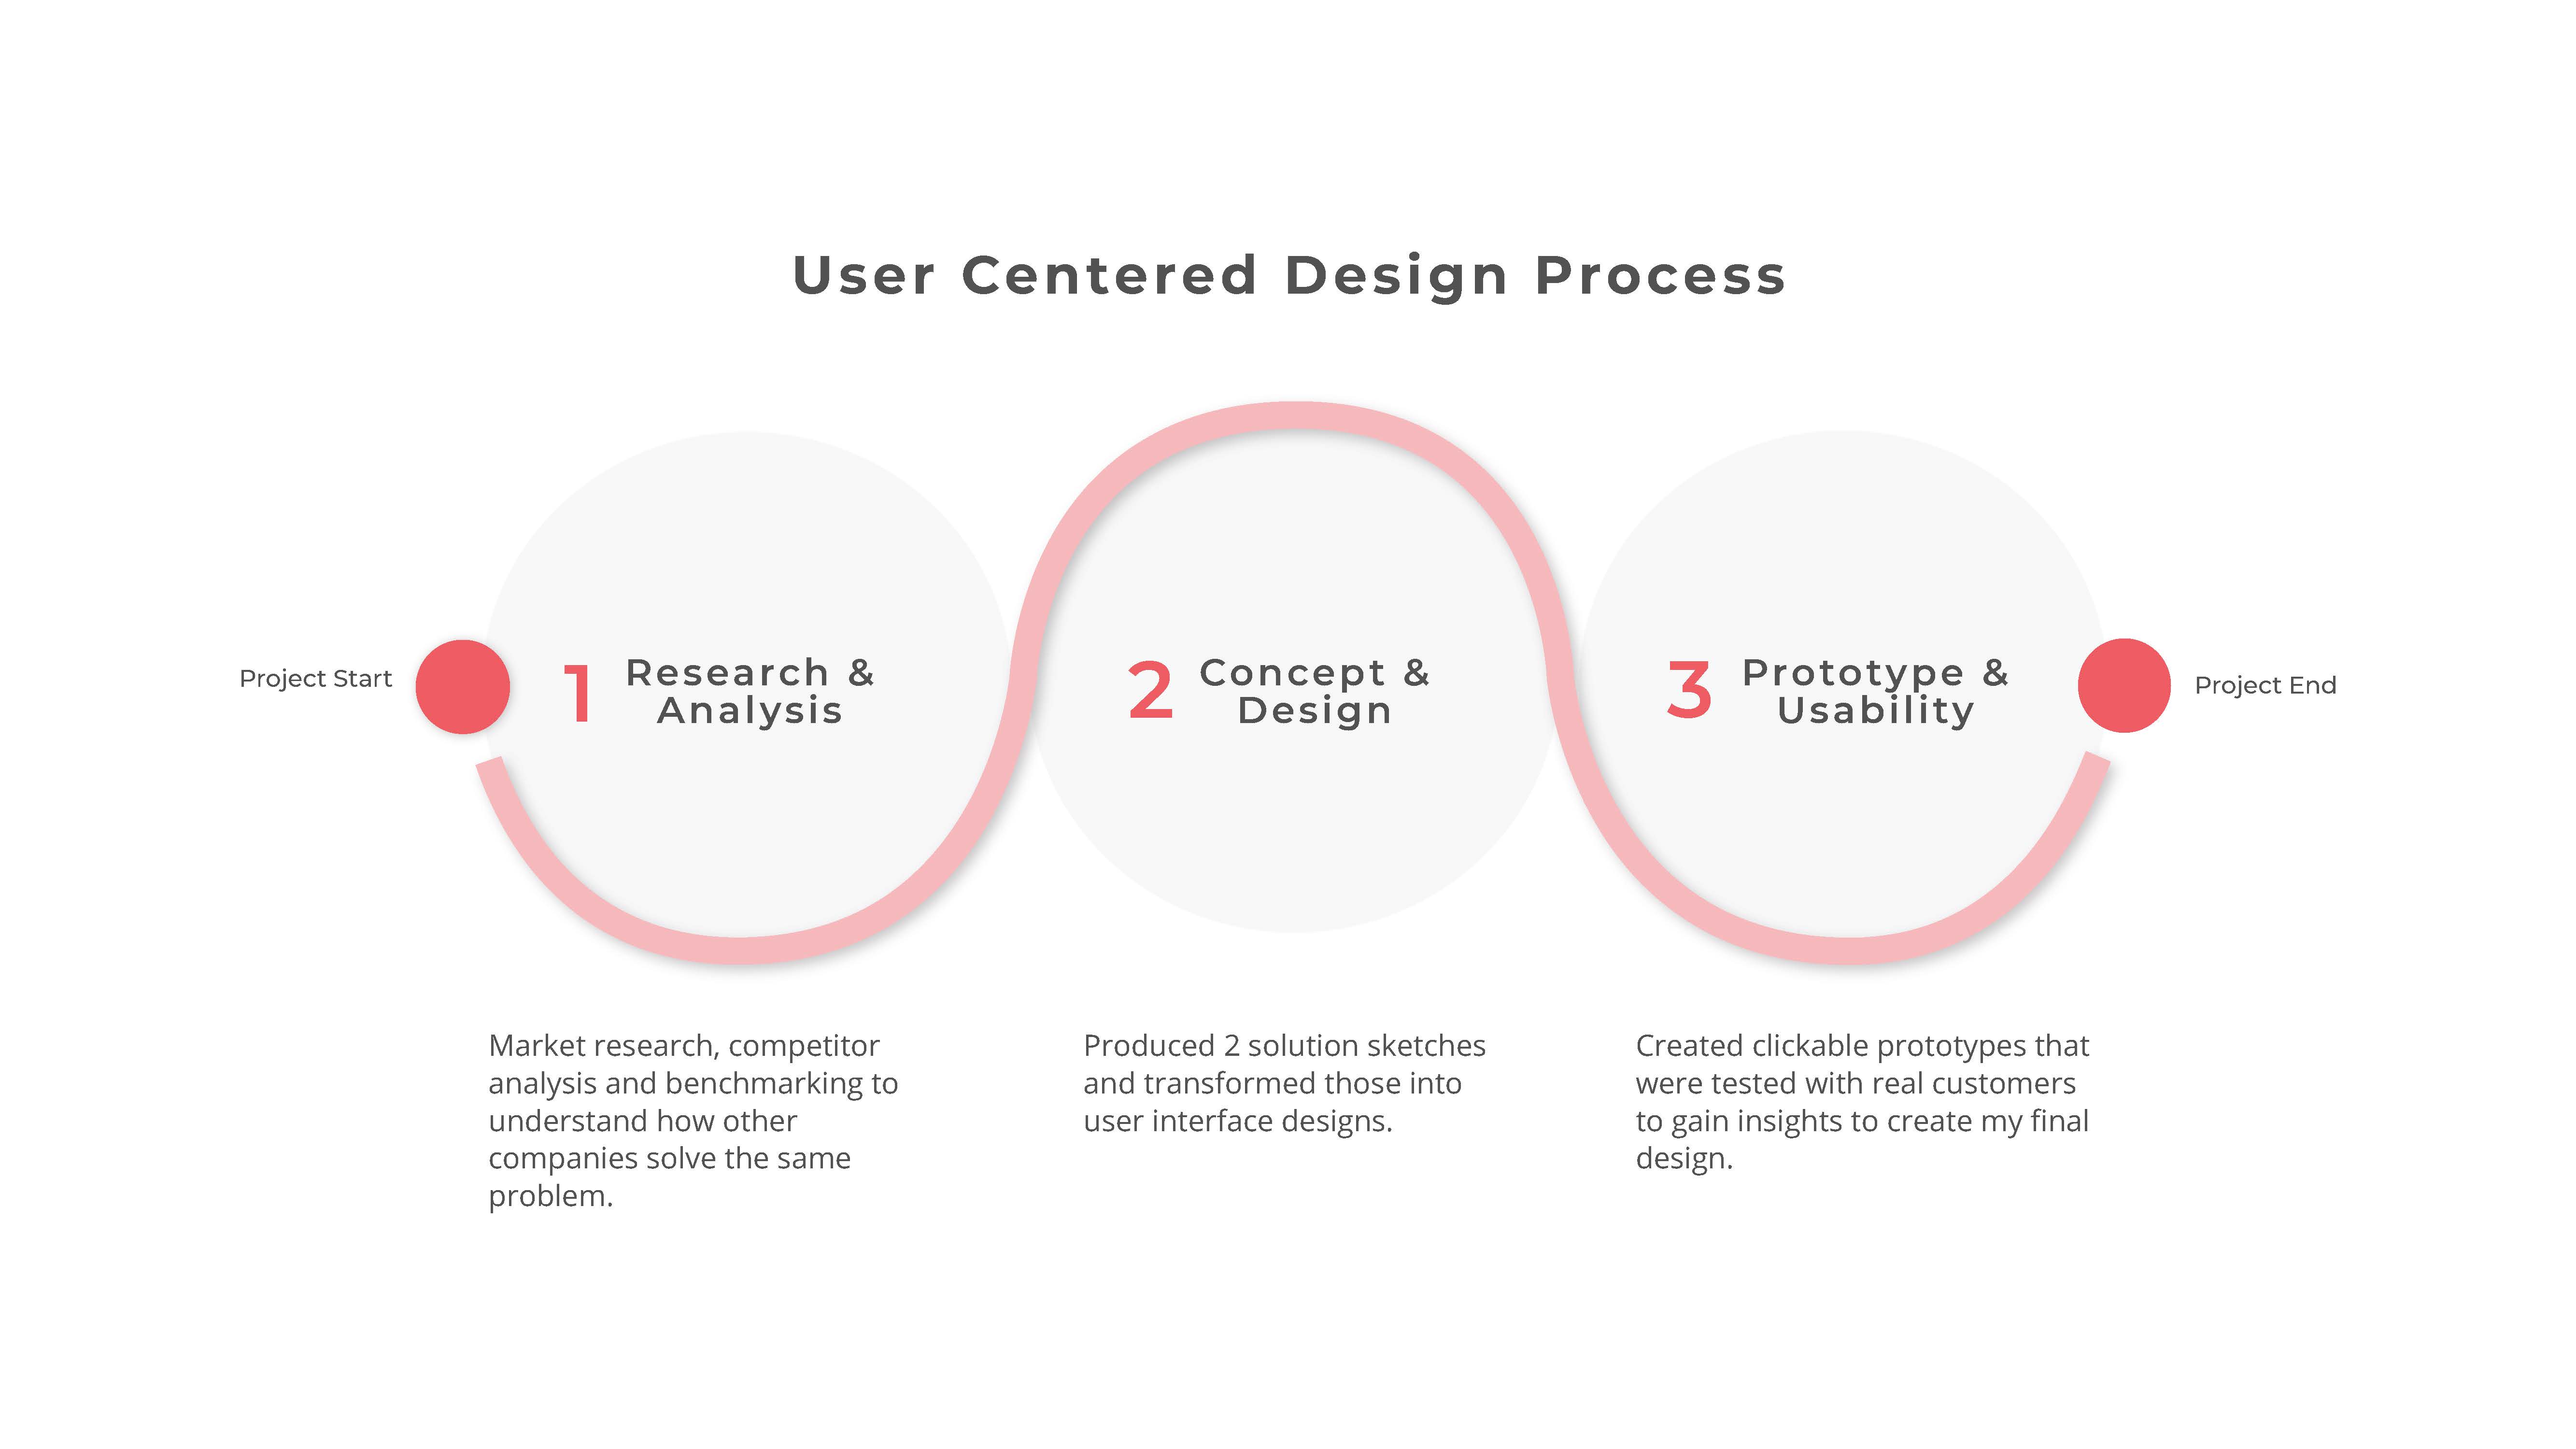 User Centered Design Process
Project Start
1
Research &
Analysis
2
Concept &
Design
3
Prototype &
Usability
Project End
Market research, competitor
analysis and benchmarking to
understand how other
companies solve the same
problem.
Produced 2 solution sketches
and transformed those into
user interface designs.
Created clickable prototypes that
were tested with real customers
to gain insights to create my final
design.